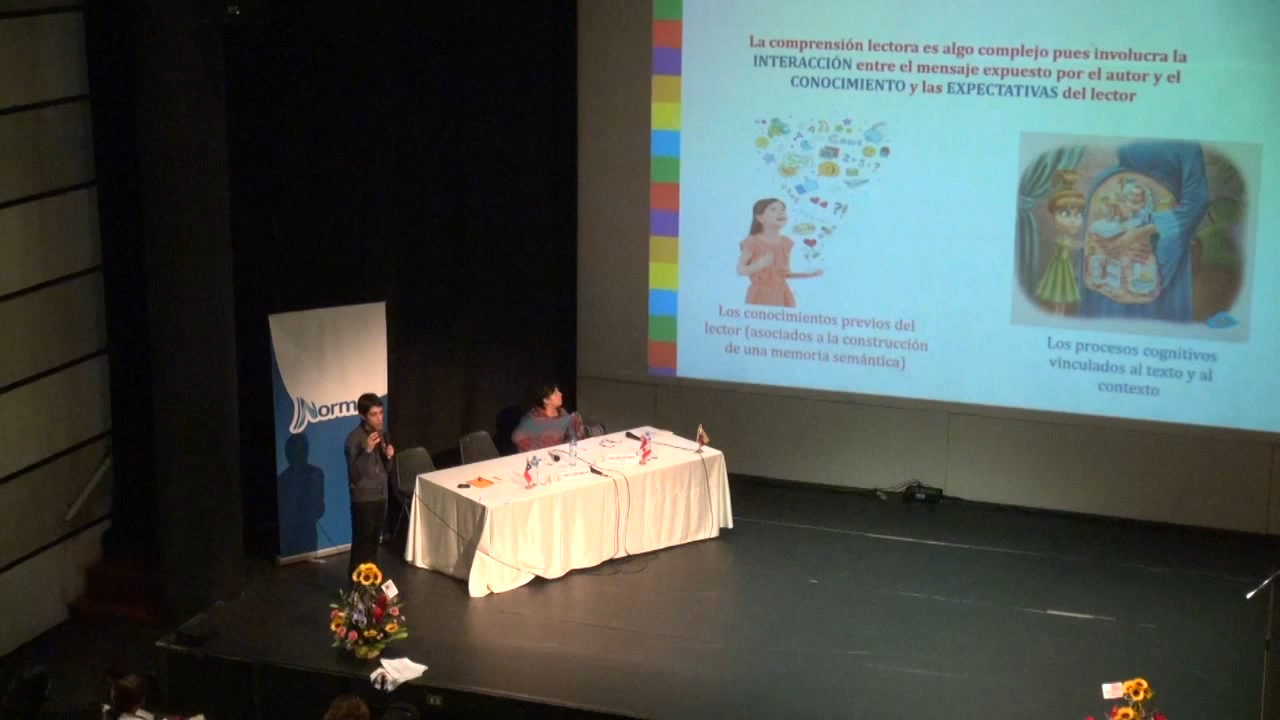 La comprensión lectora es algo complejo pues involucra la
INTERACCIÓN entre el mensaje expuesto por el autor y el
CONOCIMIENTO y las EXPECTATIVAS del lector
Los conocimientos previos del
lector (asociados a la construcción
de una memoria semántica)
Los procesos cognitivos
vinculados al texto y al
contexto
Norm